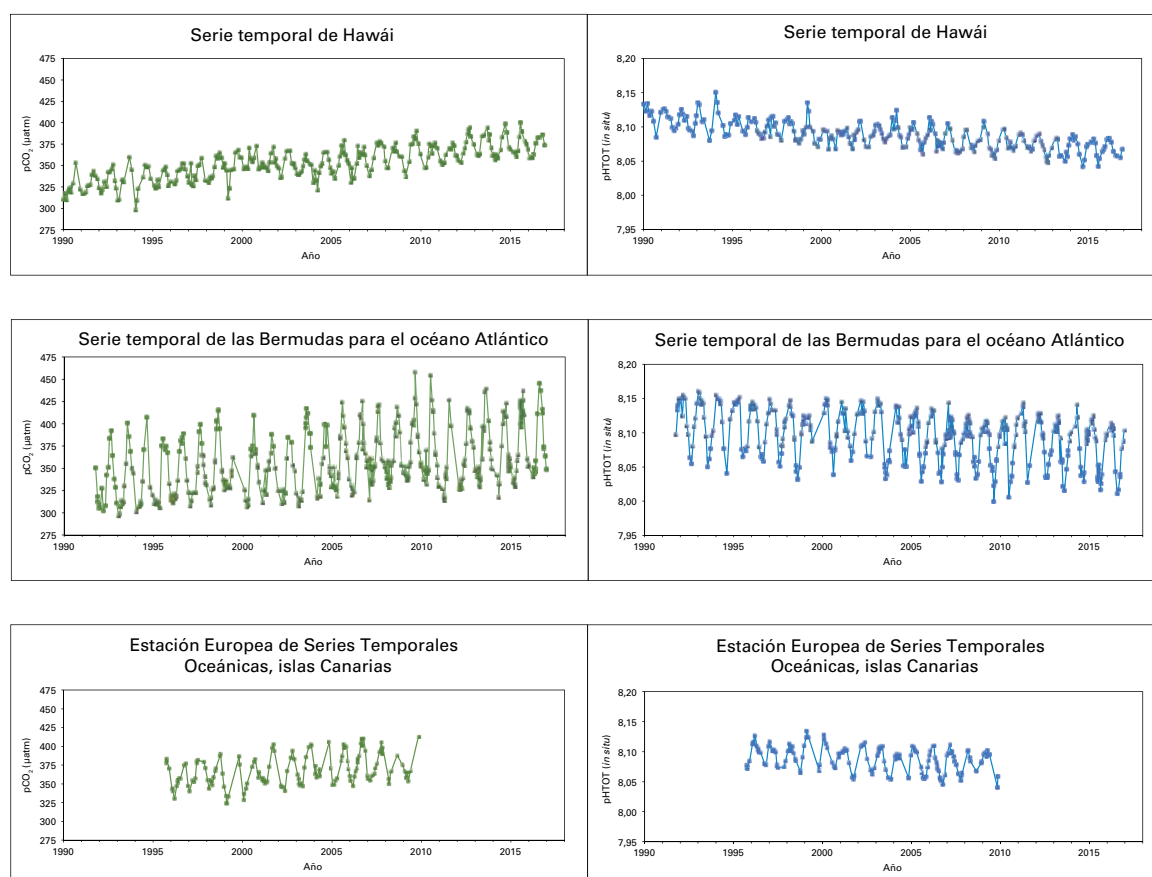 Serie temporal de Hawái
475
450
425
400
375
350
325
300
275
pCO₂ (µatm)
1990 1995 2000 2005 2010 2015
Año
Serie temporal de Hawái
8,20
8,15
8,10
8,05
8,00
7,95
pHTOT (in situ)
1990 1995 2000 2005 2010 2015
Año
Serie temporal de las Bermudas para el océano Atlántico
475
450
425
400
375
350
325
300
275
pCO₂ (µatm)
1990 1995 2000 2005 2010 2015
Año
Serie temporal de las Bermudas para el océano Atlántico
8,20
8,15
8,10
8,05
8,00
7,95
pHTOT (in situ)
1990 1995 2000 2005 2010 2015
Año
Estación Europea de Series Temporales
Oceánicas, islas Canarias
475
450
425
400
375
350
325
300
275
pCO₂ (µatm)
1990 1995 2000 2005 2010 2015
Año
Estación Europea de Series Temporales
Oceánicas, islas Canarias
8,20
8,15
8,10
8,05
8,00
7,95
pHTOT (in situ)
1990 1995 2000 2005 2010 2015
Año